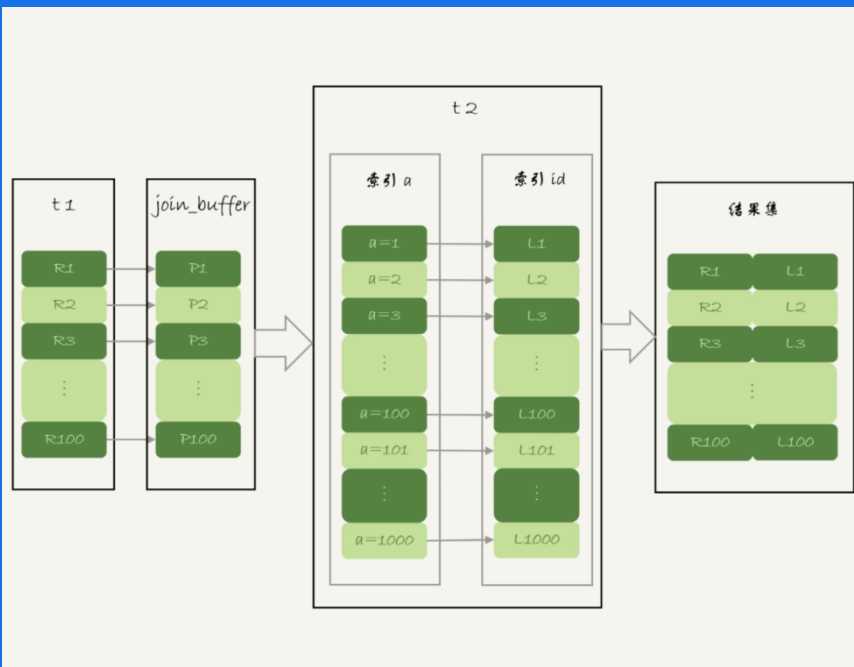 t1
R1
R2
R3
⋮
R100
join_buffer
P1
P2
P3
⋮
P100
t2
索引 a
a=1
a=2
a=3
⋮
a=100
a=101
⋮
a=1000
索引 id
L1
L2
L3
⋮
L100
L101
⋮
L1000
结果集
R1 L1
R2 L2
R3 L3
⋮
R100 L100